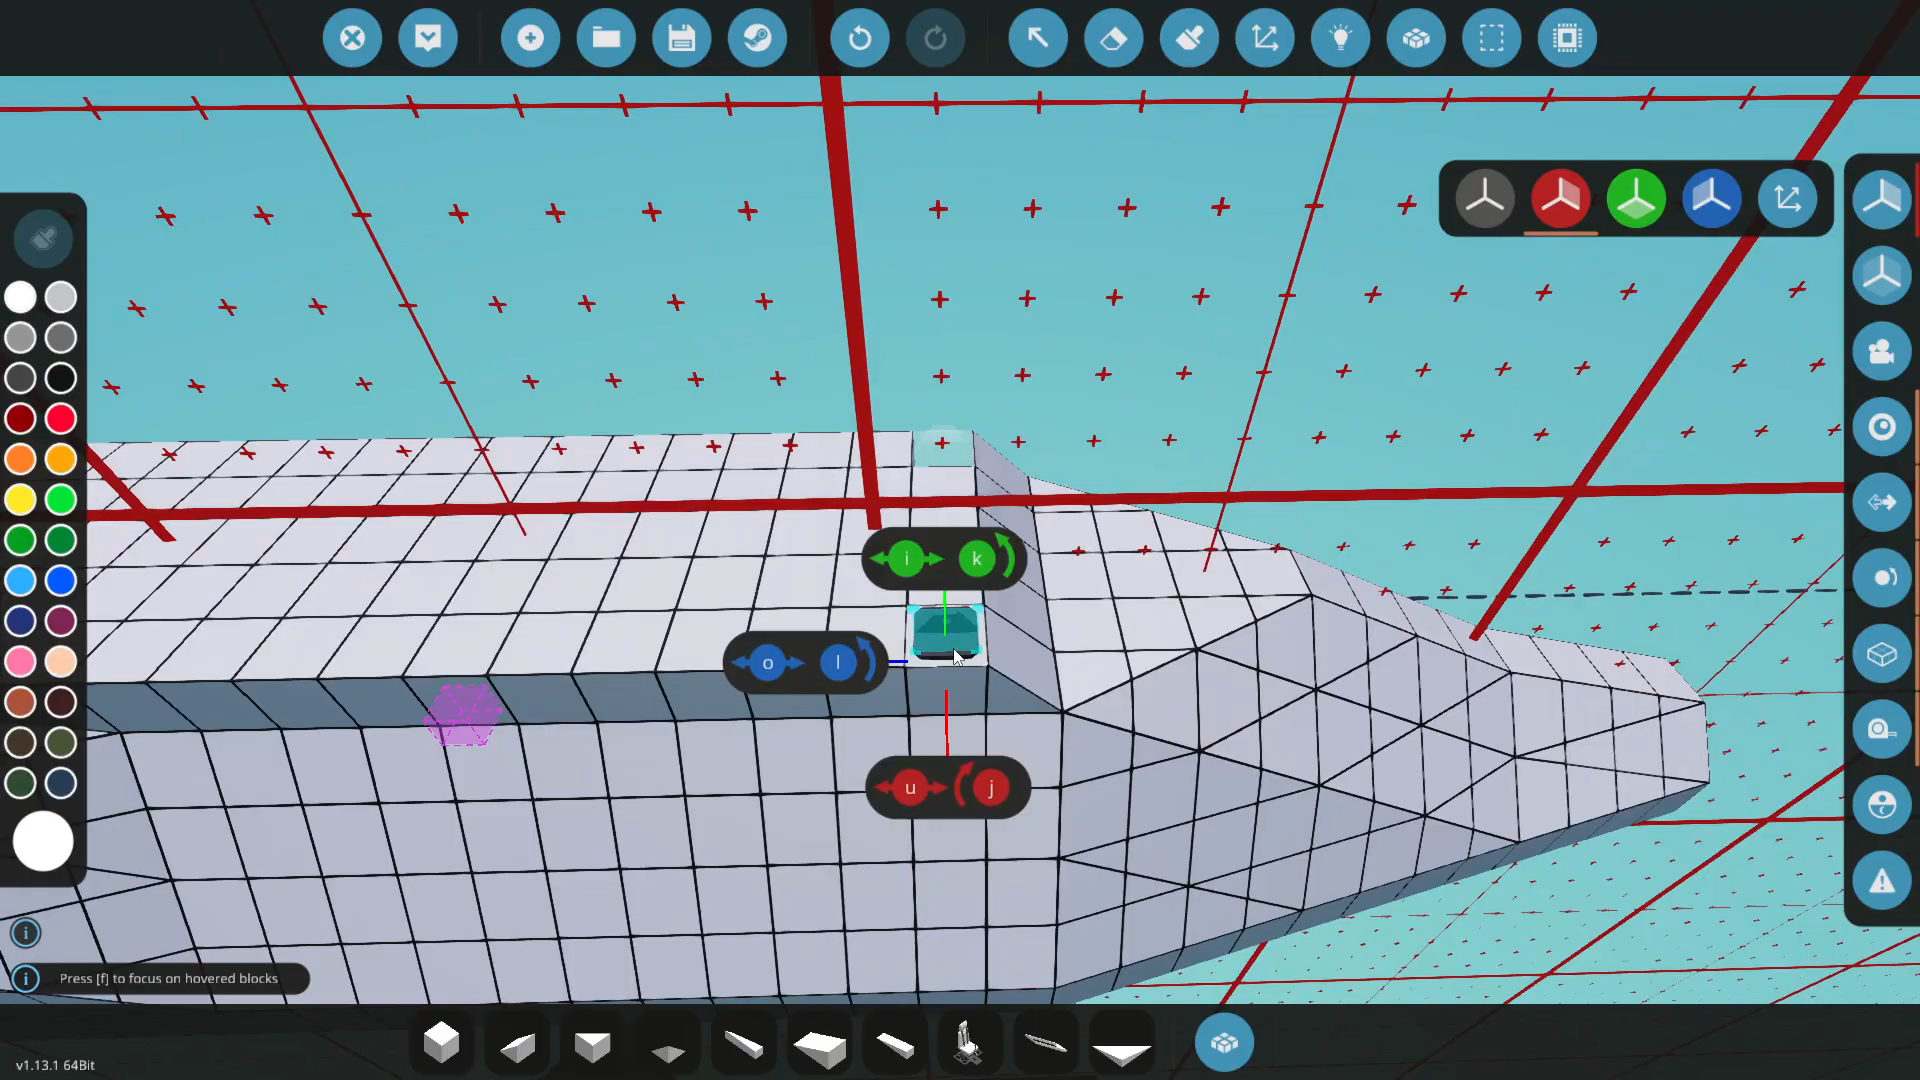 i k
o l
u j
Press [f] to focus on hovered blocks
v1.13.1 64Bit